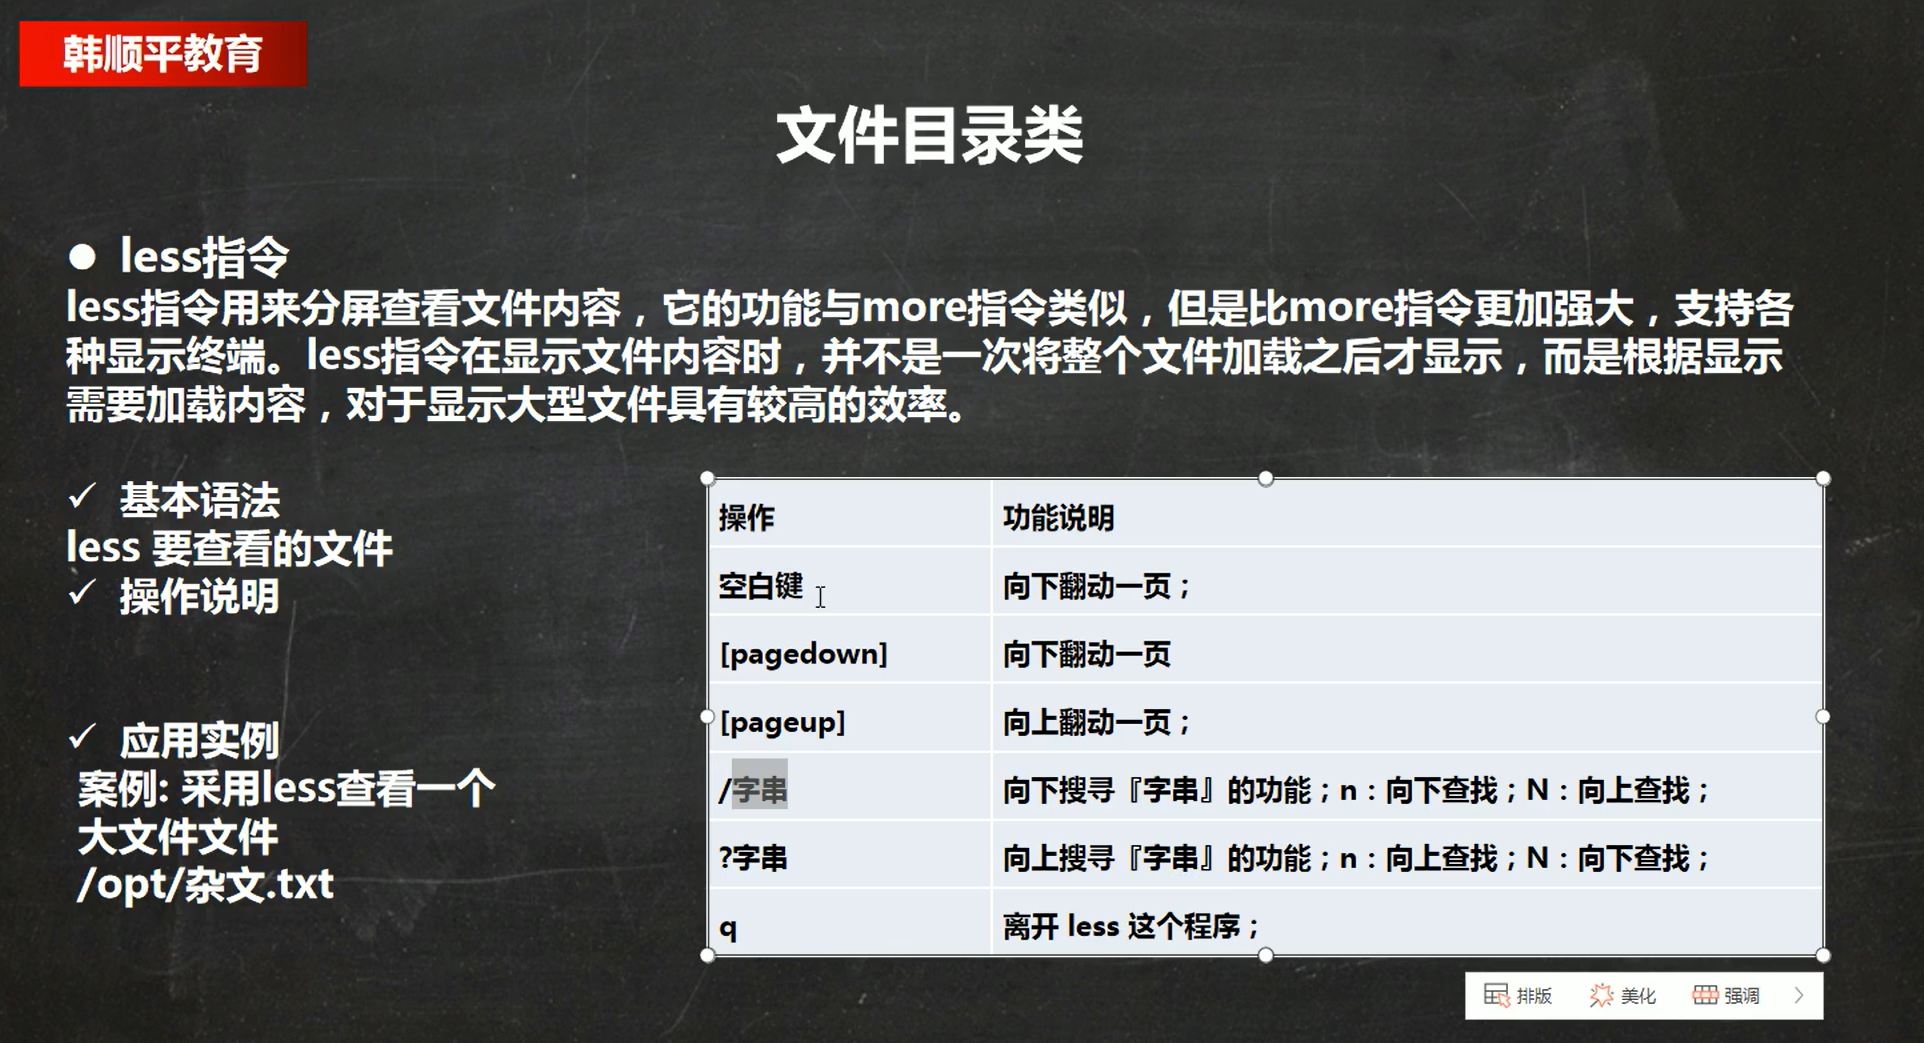 韩顺平教育
文件目录类
● less指令
less指令用来分屏查看文件内容，它的功能与more指令类似，但是比more指令更加强大，支持各
种显示终端。less指令在显示文件内容时，并不是一次将整个文件加载之后才显示，而是根据显示
需要加载内容，对于显示大型文件具有较高的效率。
✓ 基本语法
less 要查看的文件
✓ 操作说明
✓ 应用实例
案例: 采用less查看一个
大文件文件
/opt/杂文.txt
操作 功能说明
空白键 向下翻动一页；
[pagedown] 向下翻动一页
[pageup] 向上翻动一页；
/字串 向下搜寻『字串』的功能；n：向下查找；N：向上查找；
?字串 向上搜寻『字串』的功能；n：向上查找；N：向下查找；
q 离开 less 这个程序；
排版 美化 强调